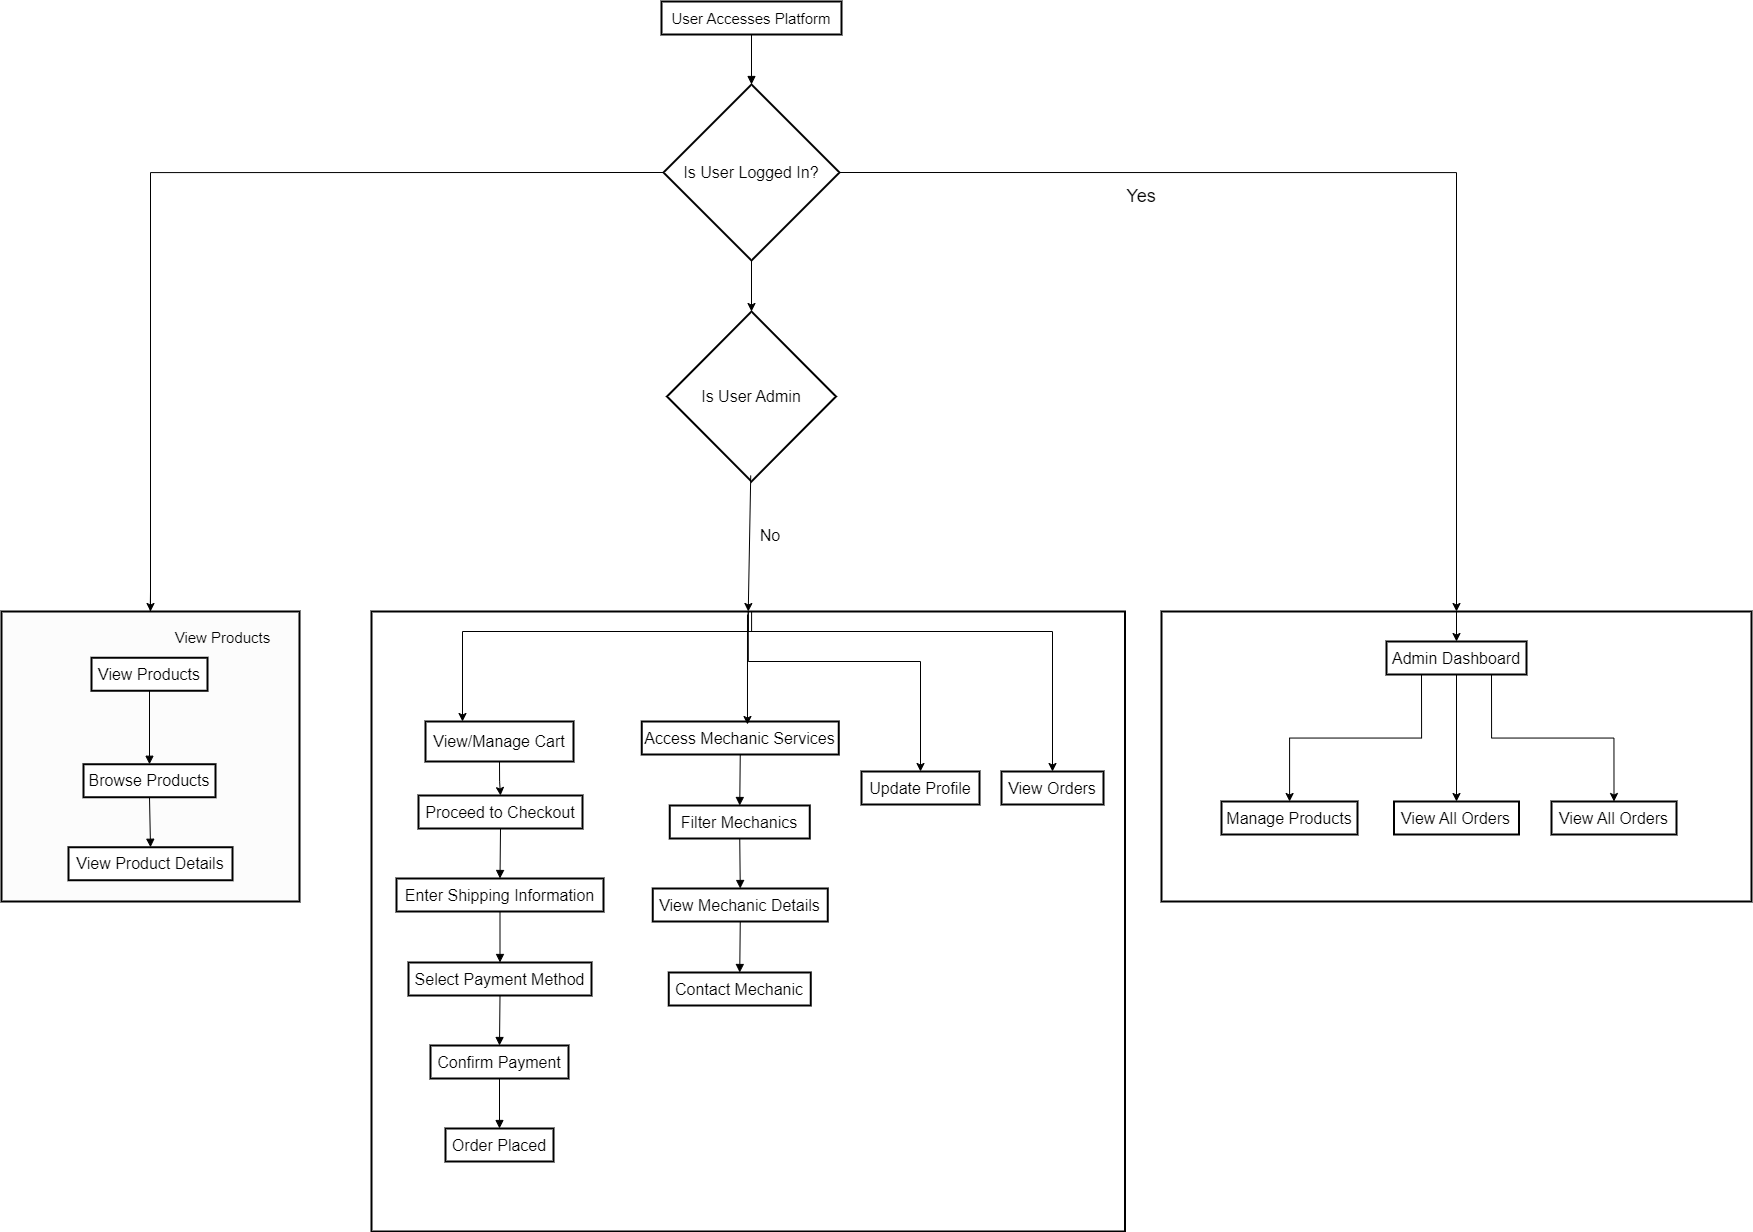 User Accesses Platform
Is User Logged In?
Yes
Is User Admin
No
View Products
View Products
Browse Products
View Product Details
View/Manage Cart
Proceed to Checkout
Enter Shipping Information
Select Payment Method
Confirm Payment
Order Placed
Access Mechanic Services
Filter Mechanics
View Mechanic Details
Contact Mechanic
Update Profile
View Orders
Admin Dashboard
Manage Products
View All Orders
View All Orders